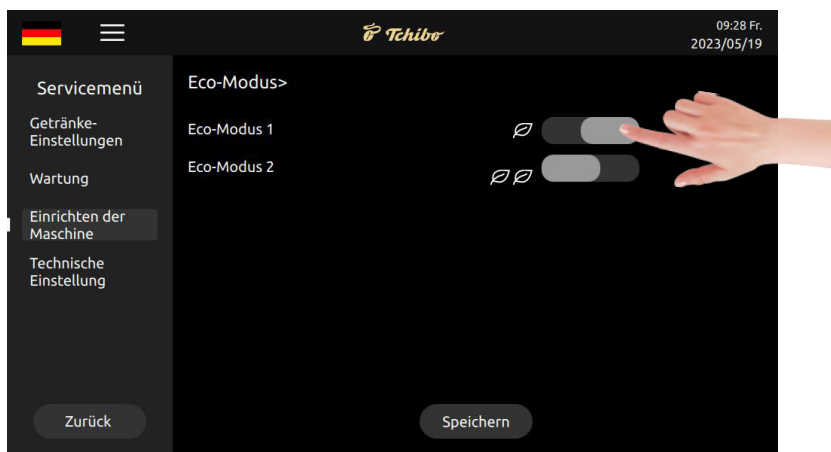 Tchibo
09:28 Fr.
2023/05/19
Servicemenü
Getränke-
Einstellungen
Wartung
Einrichten der
Maschine
Technische
Einstellung
Zurück
Eco-Modus>
Eco-Modus 1
Eco-Modus 2
Speichern